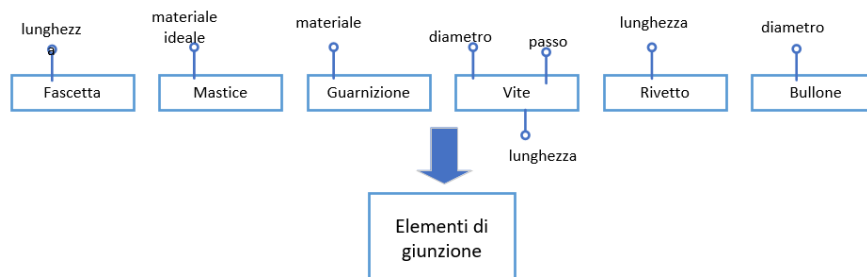 lunghezz
a
materiale
ideale
materiale
diametro
passo
lunghezza
diametro
Fascetta
Mastice
Guarnizione
Vite
Rivetto
Bullone
lunghezza
Elementi di
giunzione